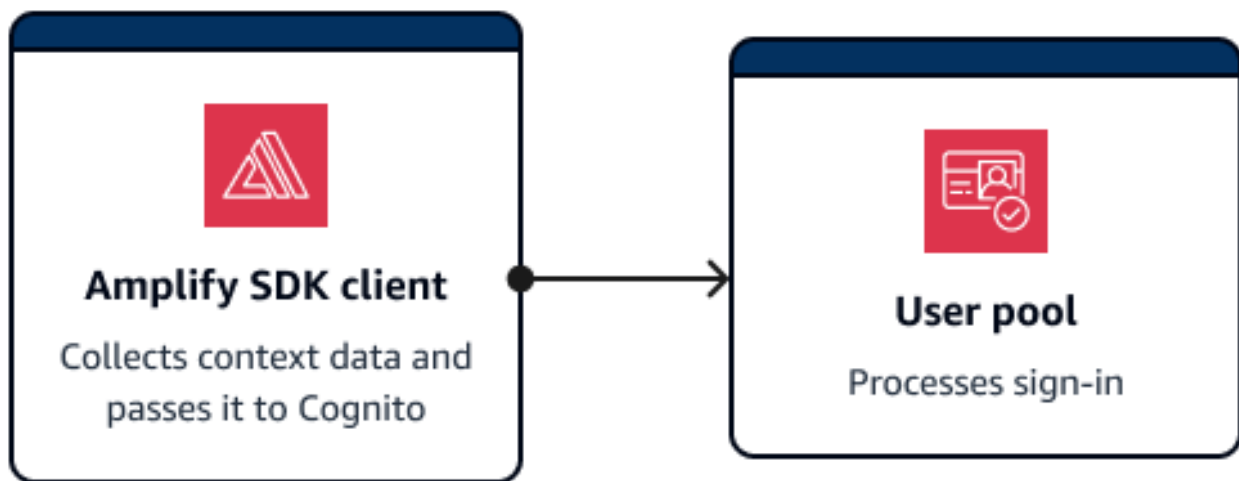 Amplify SDK client
Collects context data and
passes it to Cognito
User pool
Processes sign-in